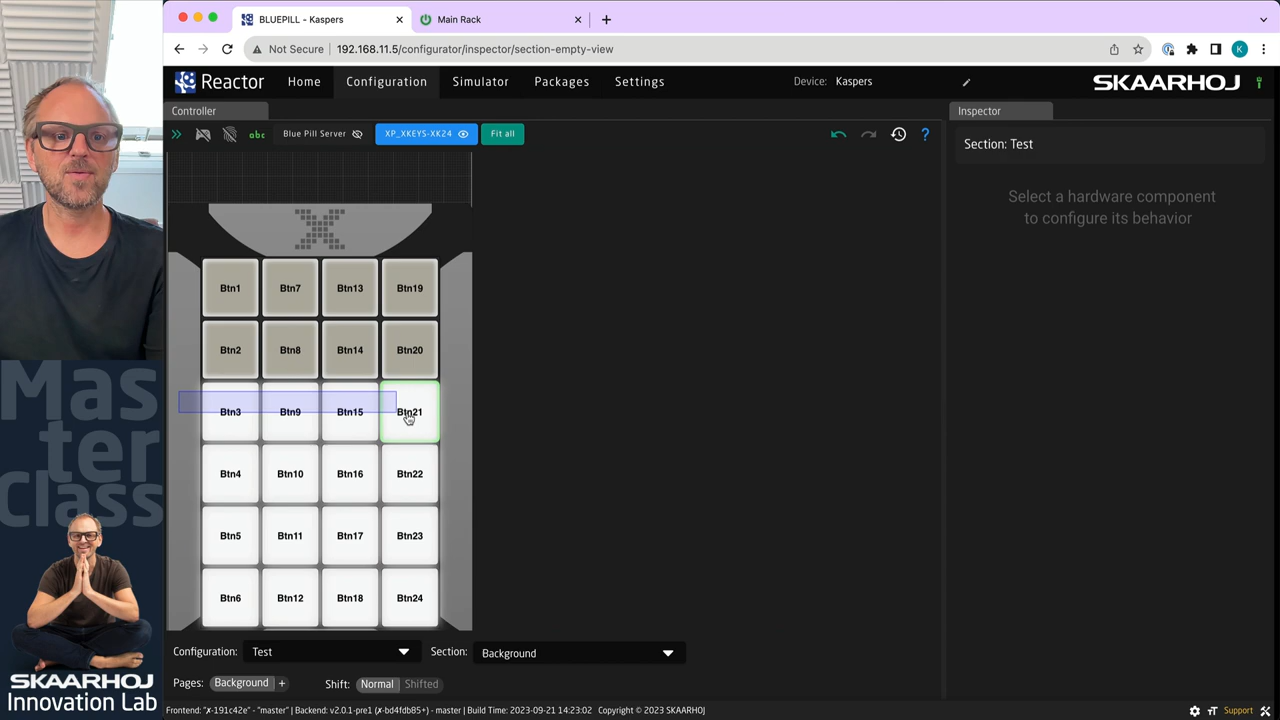 BLUEPILL - Kaspers
Main Rack
Not Secure
192.168.11.5/configurator/inspector/section-empty-view
K
Reactor
Home
Configuration
Simulator
Packages
Settings
Device:
Kaspers
SKAARHOJ
Controller
Inspector
abc
Blue Pill Server
XP_XKEYS-XK24
Fit all
?
Section: Test
Select a hardware component
to configure its behavior
Btn1
Btn7
Btn13
Btn19
Btn2
Btn8
Btn14
Btn20
Btn3
Btn9
Btn15
Btn21
Btn4
Btn10
Btn16
Btn22
Btn5
Btn11
Btn17
Btn23
Btn6
Btn12
Btn18
Btn24
Configuration:
Test
Section:
Background
Pages:
Background
+
Shift:
Normal
Shifted
Frontend: "✗-191c42e" - "master" | Backend: v2.0.1-pre1 (✗-bd4fdb85+) - master | Build Time: 2023-09-21 14:23:02 Copyright © 2023 SKAARHOJ
Support
Mas
ter
Class
SKAARHOJ
Innovation Lab